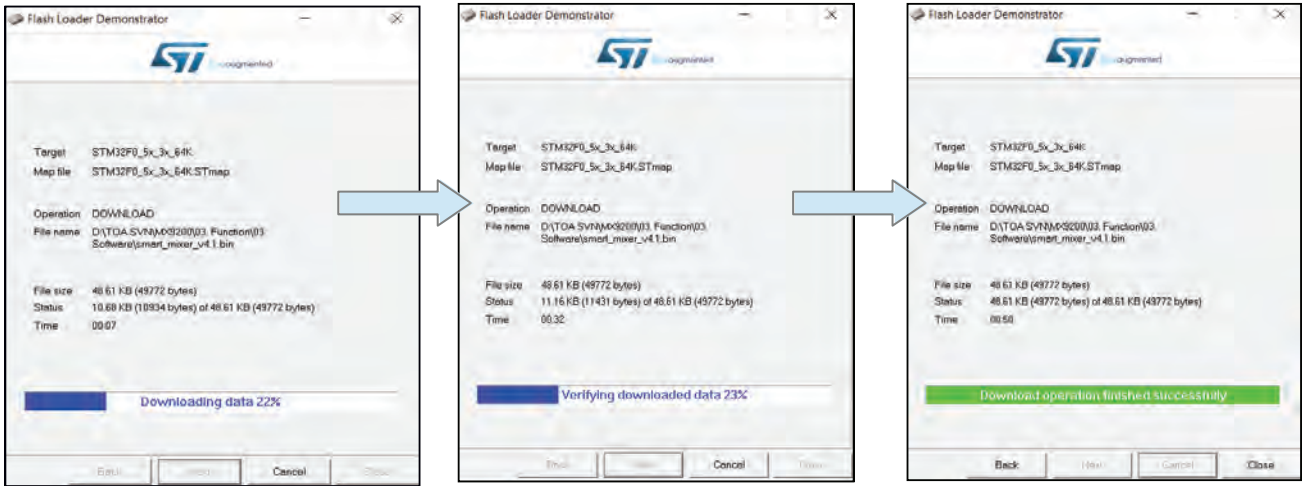 Flash Loader Demonstrator
augmented
Target STM32F0_5x_3x_64K
Map file STM32F0_5x_3x_64K.STmap
Operation DOWNLOAD
File name D:\TOA SVN\MX9200\03. Function\03.
Software\smart_mixer_v4.1.bin
File size 48.61 KB (49772 bytes)
Status 10.68 KB (10934 bytes) of 48.61 KB (49772 bytes)
Time 00:07
Downloading data 22%
Back Cancel
Flash Loader Demonstrator
augmented
Target STM32F0_5x_3x_64K
Map file STM32F0_5x_3x_64K.STmap
Operation DOWNLOAD
File name D:\TOA SVN\MX9200\03. Function\03.
Software\smart_mixer_v4.1.bin
File size 48.61 KB (49772 bytes)
Status 11.16 KB (11431 bytes) of 48.61 KB (49772 bytes)
Time 00:32
Verifying downloaded data 23%
Cancel
Flash Loader Demonstrator
augmented
Target STM32F0_5x_3x_64K
Map file STM32F0_5x_3x_64K.STmap
Operation DOWNLOAD
File name D:\TOA SVN\MX9200\03. Function\03.
Software\smart_mixer_v4.1.bin
File size 48.61 KB (49772 bytes)
Status 48.61 KB (49772 bytes) of 48.61 KB (49772 bytes)
Time 00:50
Download operation finished successfully
Back Next Cancel Close